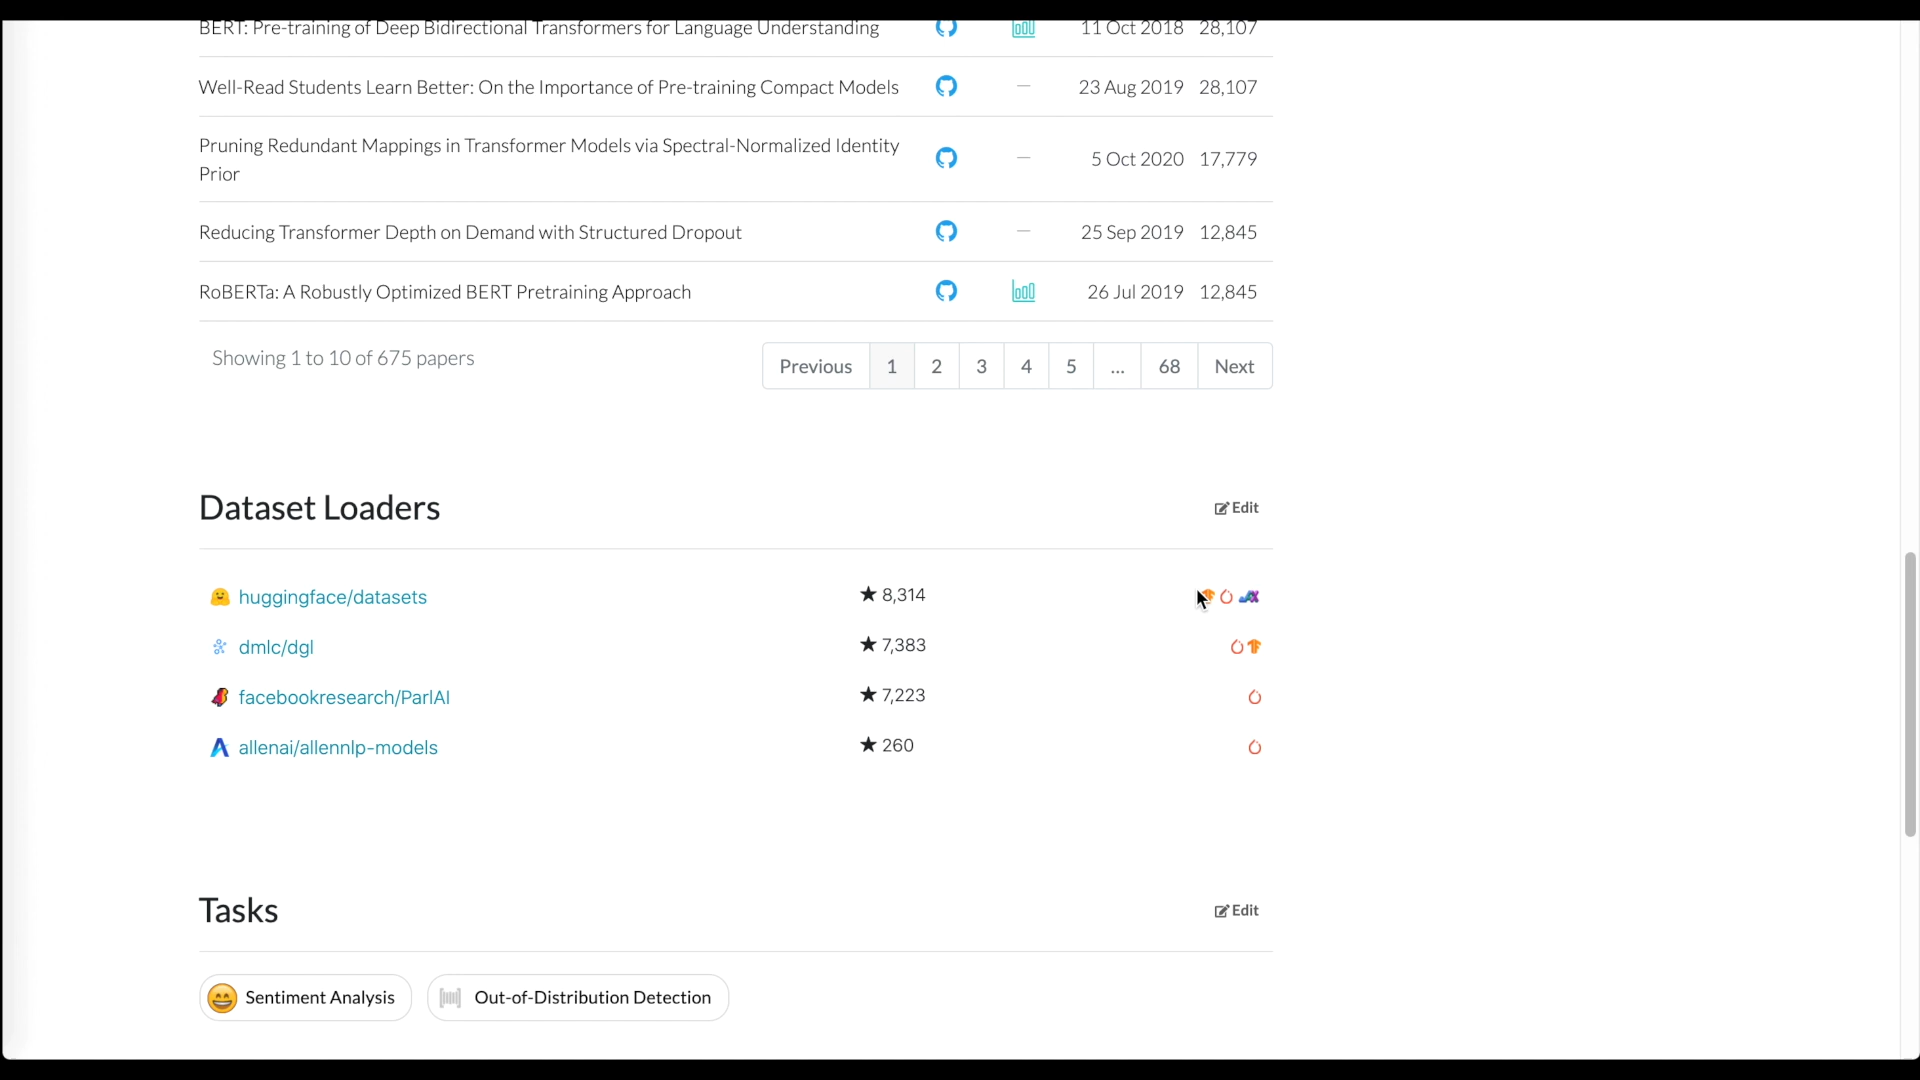 BERT: Pre-training of Deep Bidirectional Transformers for Language Understanding 11 Oct 2018 28,107
Well-Read Students Learn Better: On the Importance of Pre-training Compact Models — 23 Aug 2019 28,107
Pruning Redundant Mappings in Transformer Models via Spectral-Normalized Identity
Prior — 5 Oct 2020 17,779
Reducing Transformer Depth on Demand with Structured Dropout — 25 Sep 2019 12,845
RoBERTa: A Robustly Optimized BERT Pretraining Approach 26 Jul 2019 12,845
Showing 1 to 10 of 675 papers
Previous 1 2 3 4 5 ... 68 Next
Dataset Loaders Edit
huggingface/datasets ★ 8,314
dmlc/dgl ★ 7,383
facebookresearch/ParlAI ★ 7,223
allenai/allennlp-models ★ 260
Tasks Edit
Sentiment Analysis Out-of-Distribution Detection